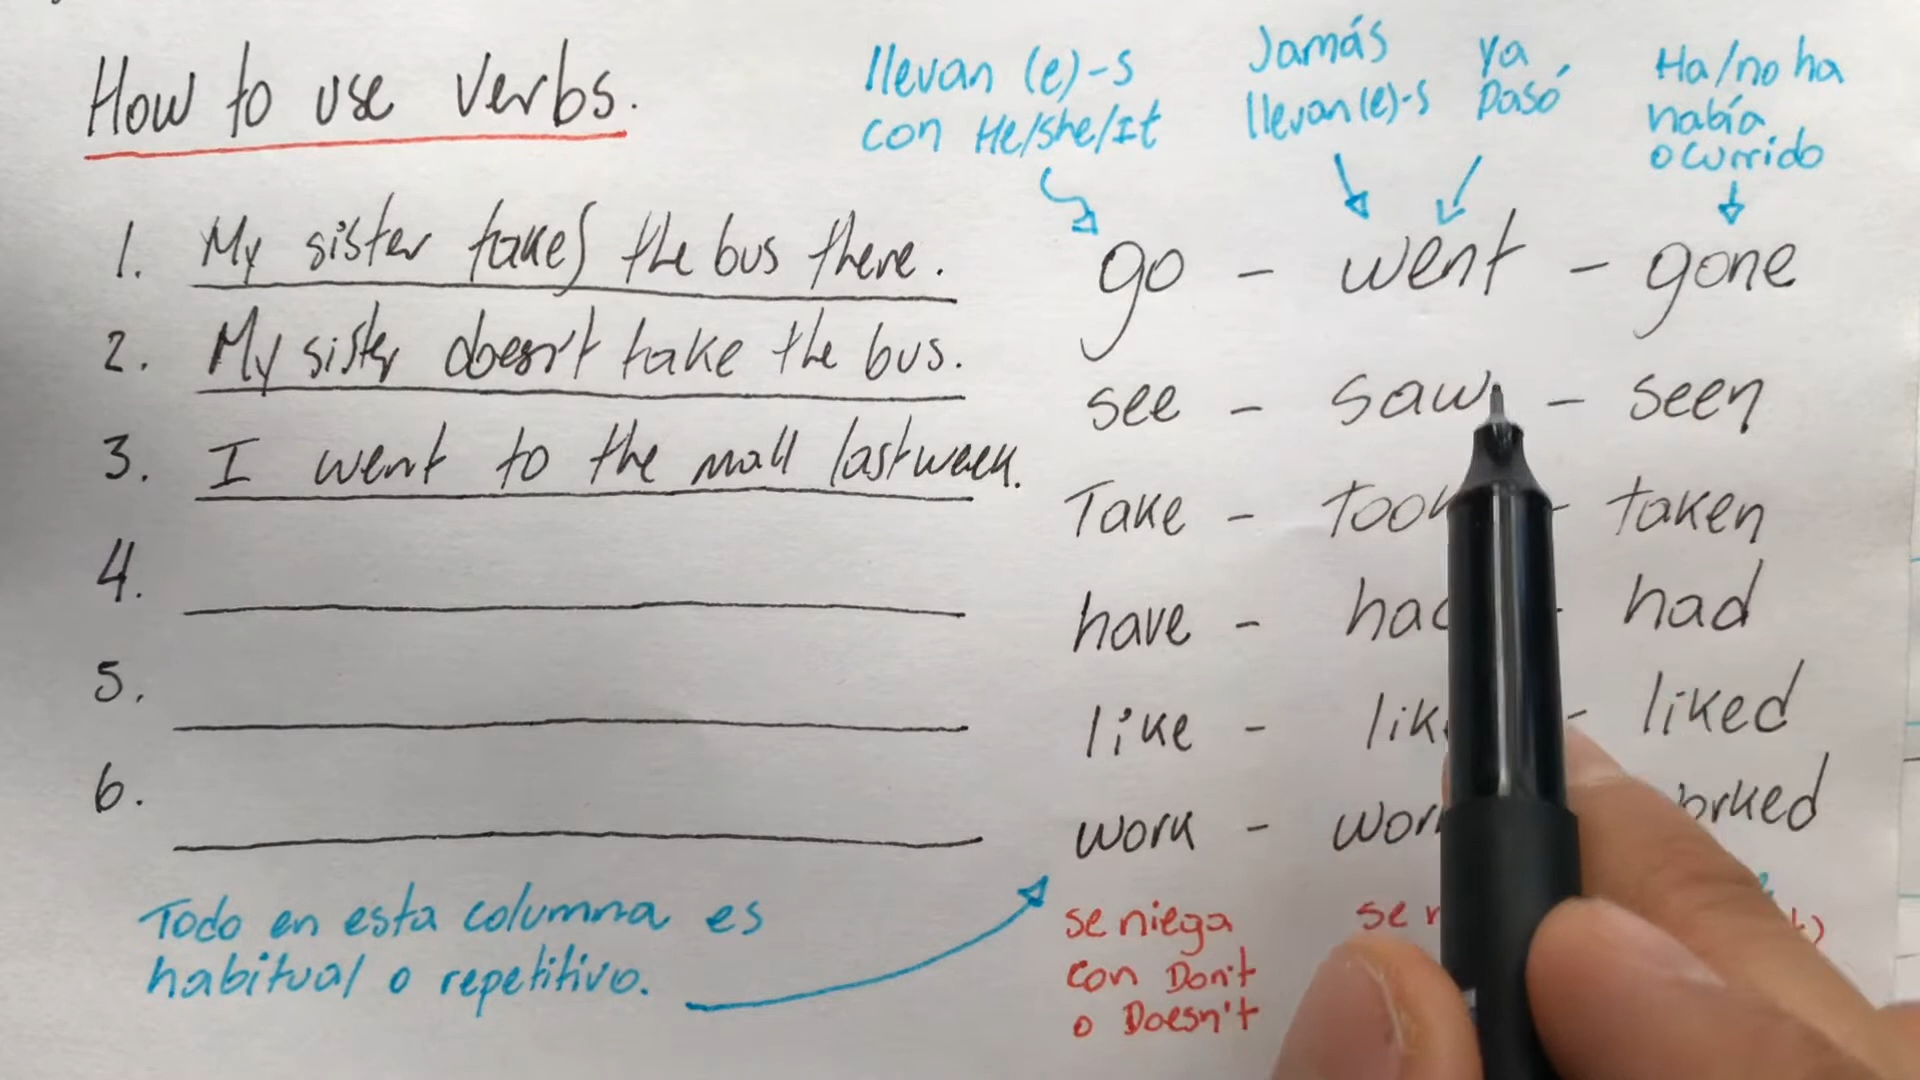 How to use verbs.
llevan (e)-s
con He/She/It
Jamás
llevan(e)-s
ya
pasó
Ha/no ha
había
ocurrido
1. My sister takes the bus there.
2. My sister doesn't take the bus.
3. I went to the mall last week.
4.
5.
6.
go - went - gone
see - saw - seen
Take - took - taken
have - had - had
like - - liked
work -
Todo en esta columna es
habitual o repetitivo.
se niega
con Don't
o Doesn't
se